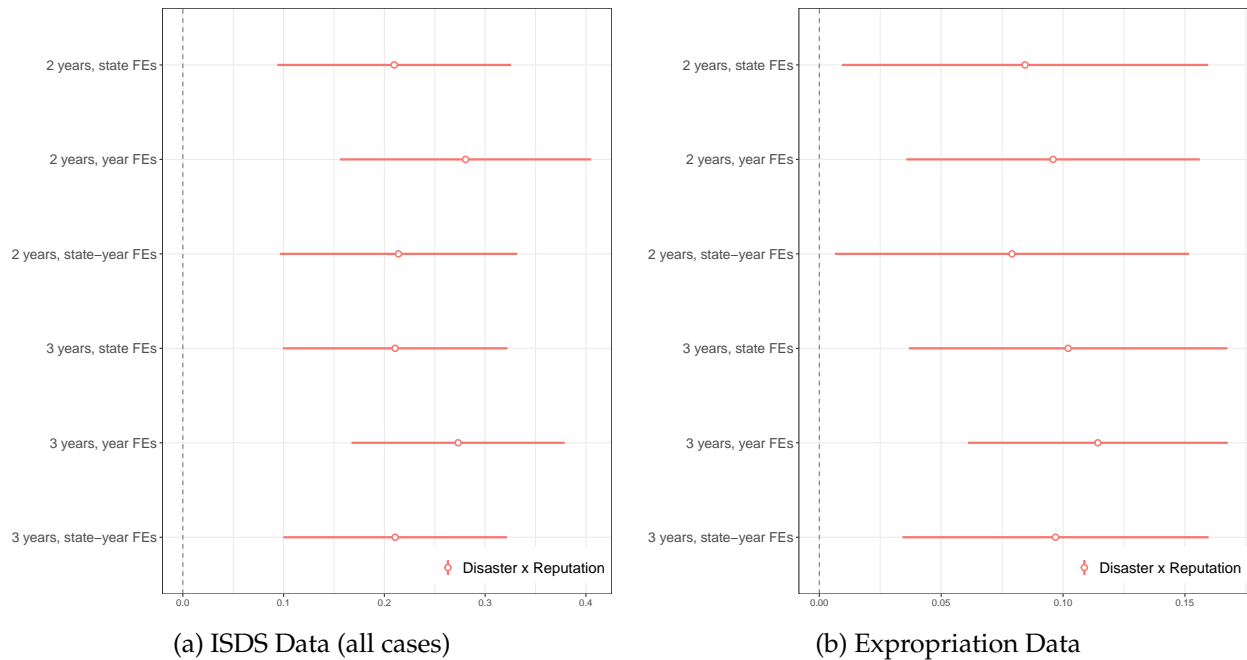 2 years, state FEs
2 years, year FEs
2 years, state–year FEs
3 years, state FEs
3 years, year FEs
3 years, state–year FEs
Disaster x Reputation
0.0 0.1 0.2 0.3 0.4
(a) ISDS Data (all cases)
2 years, state FEs
2 years, year FEs
2 years, state–year FEs
3 years, state FEs
3 years, year FEs
3 years, state–year FEs
Disaster x Reputation
0.00 0.05 0.10 0.15
(b) Expropriation Data